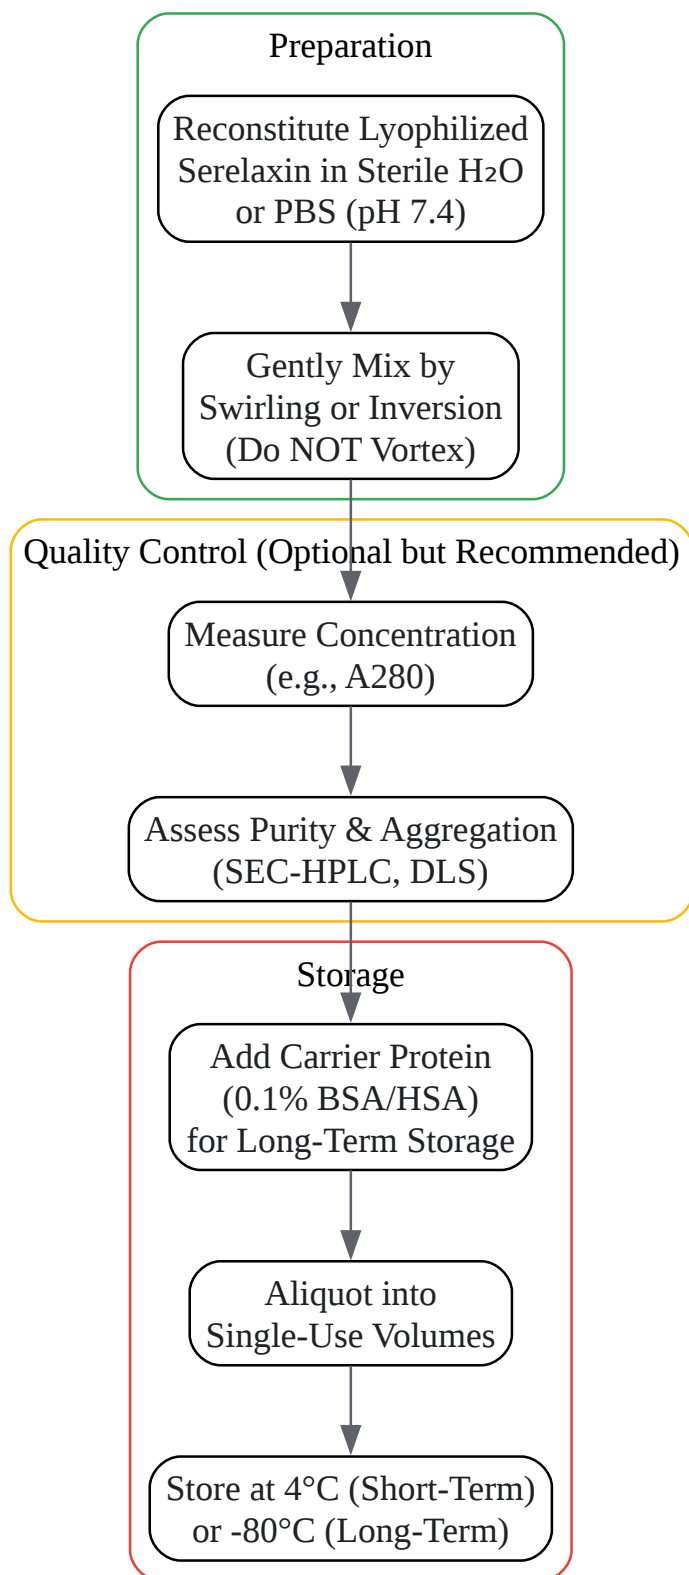 Preparation
Reconstitute Lyophilized
Serelaxin in Sterile H₂O
or PBS (pH 7.4)
Gently Mix by
Swirling or Inversion
(Do NOT Vortex)
Quality Control (Optional but Recommended)
Measure Concentration
(e.g., A280)
Assess Purity & Aggregation
(SEC-HPLC, DLS)
Storage
Add Carrier Protein
(0.1% BSA/HSA)
for Long-Term Storage
Aliquot into
Single-Use Volumes
Store at 4°C (Short-Term)
or -80°C (Long-Term)